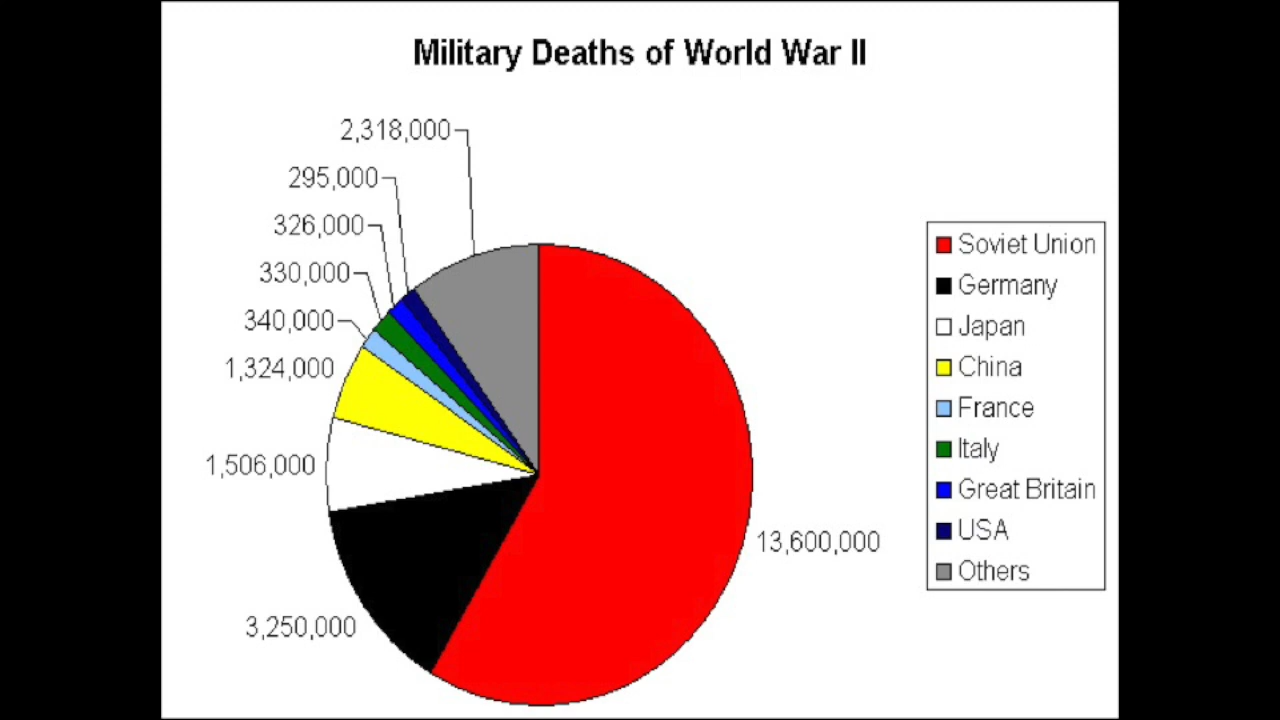 Military Deaths of World War II
2,318,000
295,000
326,000
330,000
340,000
1,324,000
1,506,000
3,250,000
13,600,000
Soviet Union
Germany
Japan
China
France
Italy
Great Britain
USA
Others